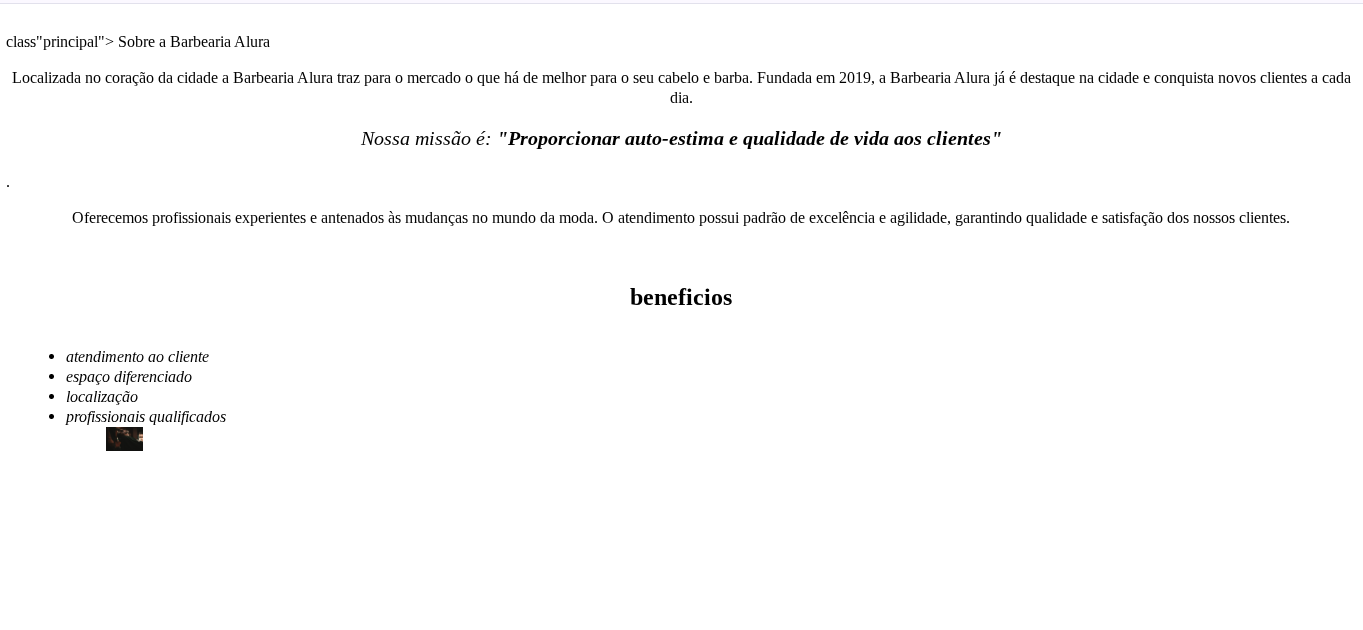 class"principal"> Sobre a Barbearia Alura
Localizada no coração da cidade a Barbearia Alura traz para o mercado o que há de melhor para o seu cabelo e barba. Fundada em 2019, a Barbearia Alura já é destaque na cidade e conquista novos clientes a cada
dia.
Nossa missão é: "Proporcionar auto-estima e qualidade de vida aos clientes"
.
Oferecemos profissionais experientes e antenados às mudanças no mundo da moda. O atendimento possui padrão de excelência e agilidade, garantindo qualidade e satisfação dos nossos clientes.
beneficios
• atendimento ao cliente
• espaço diferenciado
• localização
• profissionais qualificados